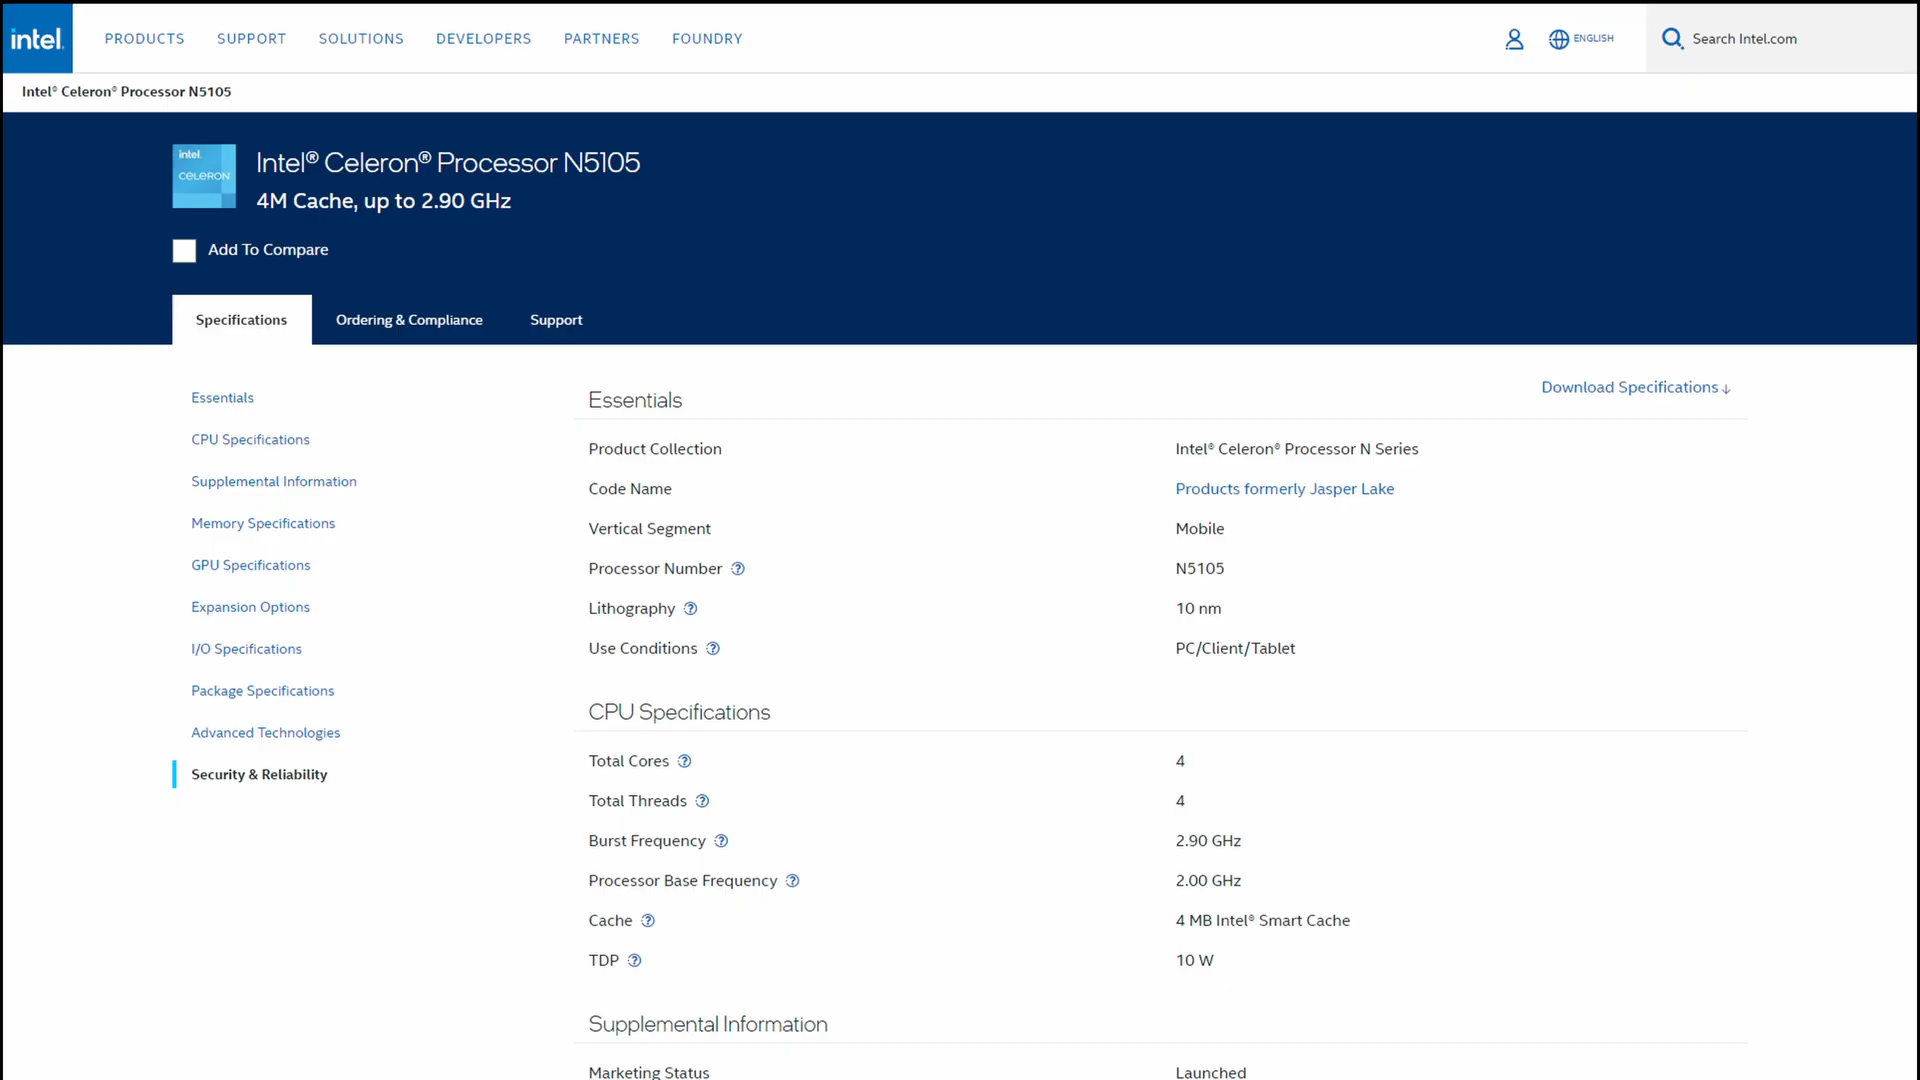 intel.
PRODUCTS SUPPORT SOLUTIONS DEVELOPERS PARTNERS FOUNDRY ENGLISH Search Intel.com
Intel® Celeron® Processor N5105
intel. CELERON
Intel® Celeron® Processor N5105
4M Cache, up to 2.90 GHz
Add To Compare
Specifications Ordering & Compliance Support
Essentials
CPU Specifications
Supplemental Information
Memory Specifications
GPU Specifications
Expansion Options
I/O Specifications
Package Specifications
Advanced Technologies
Security & Reliability
Download Specifications ↓
Essentials
Product Collection Intel® Celeron® Processor N Series
Code Name Products formerly Jasper Lake
Vertical Segment Mobile
Processor Number ? N5105
Lithography ? 10 nm
Use Conditions ? PC/Client/Tablet
CPU Specifications
Total Cores ? 4
Total Threads ? 4
Burst Frequency ? 2.90 GHz
Processor Base Frequency ? 2.00 GHz
Cache ? 4 MB Intel® Smart Cache
TDP ? 10 W
Supplemental Information
Marketing Status Launched